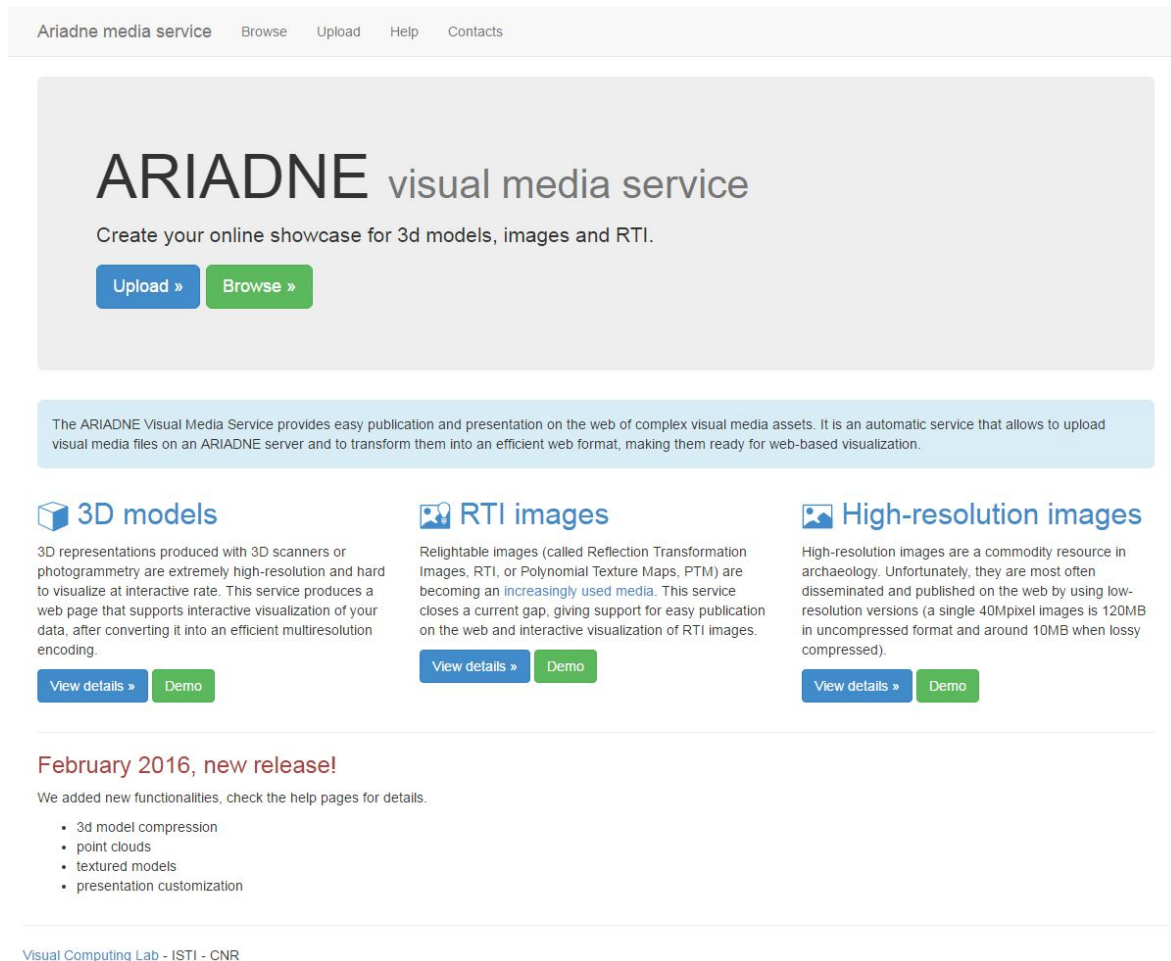 Ariadne media service Browse Upload Help Contacts
ARIADNE visual media service
Create your online showcase for 3d models, images and RTI.
Upload » Browse »
The ARIADNE Visual Media Service provides easy publication and presentation on the web of complex visual media assets. It is an automatic service that allows to upload
visual media files on an ARIADNE server and to transform them into an efficient web format, making them ready for web-based visualization.
3D models
3D representations produced with 3D scanners or
photogrammetry are extremely high-resolution and hard
to visualize at interactive rate. This service produces a
web page that supports interactive visualization of your
data, after converting it into an efficient multiresolution
encoding.
View details » Demo
RTI images
Relightable images (called Reflection Transformation
Images, RTI, or Polynomial Texture Maps, PTM) are
becoming an increasingly used media. This service
closes a current gap, giving support for easy publication
on the web and interactive visualization of RTI images.
View details » Demo
High-resolution images
High-resolution images are a commodity resource in
archaeology. Unfortunately, they are most often
disseminated and published on the web by using low-
resolution versions (a single 40Mpixel images is 120MB
in uncompressed format and around 10MB when lossy
compressed).
View details » Demo
February 2016, new release!
We added new functionalities, check the help pages for details.
• 3d model compression
• point clouds
• textured models
• presentation customization
Visual Computing Lab - ISTI - CNR